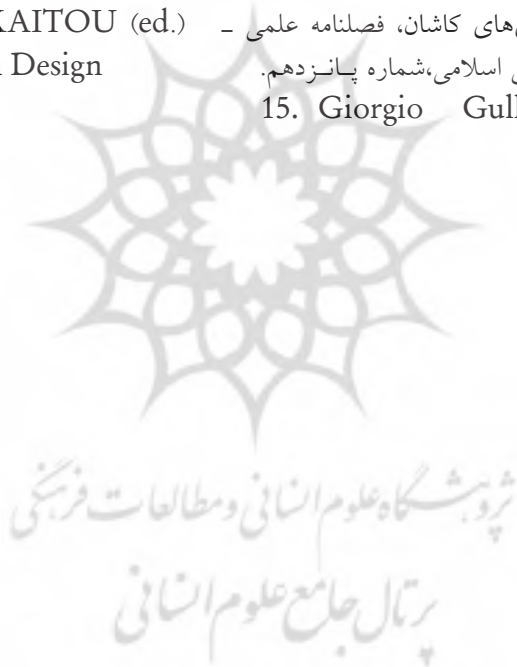 KAITOU (ed.)
Design
‌های کاشان، فصلنامه علمی ـ
اسلامی،شماره پانزدهم.
15. Giorgio Gull
پژوهشگاه علوم انسانی و مطالعات فرهنگی
پرتال جامع علوم انسانی